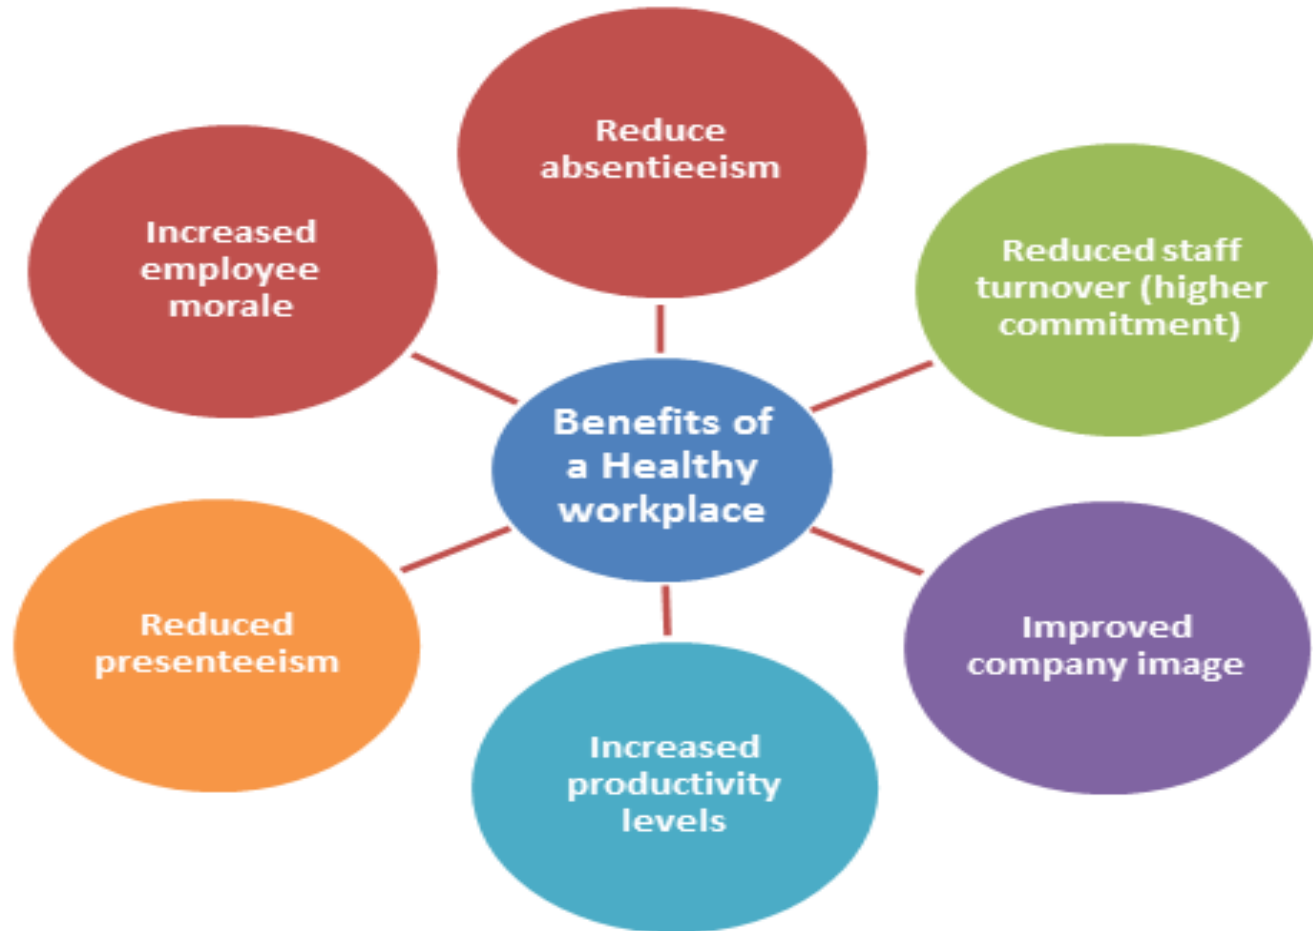 Reduce
absentieeism
Increased
employee
morale
Reduced staff
turnover (higher
commitment)
Benefits of
a Healthy
workplace
Reduced
presenteeism
Improved
company image
Increased
productivity
levels